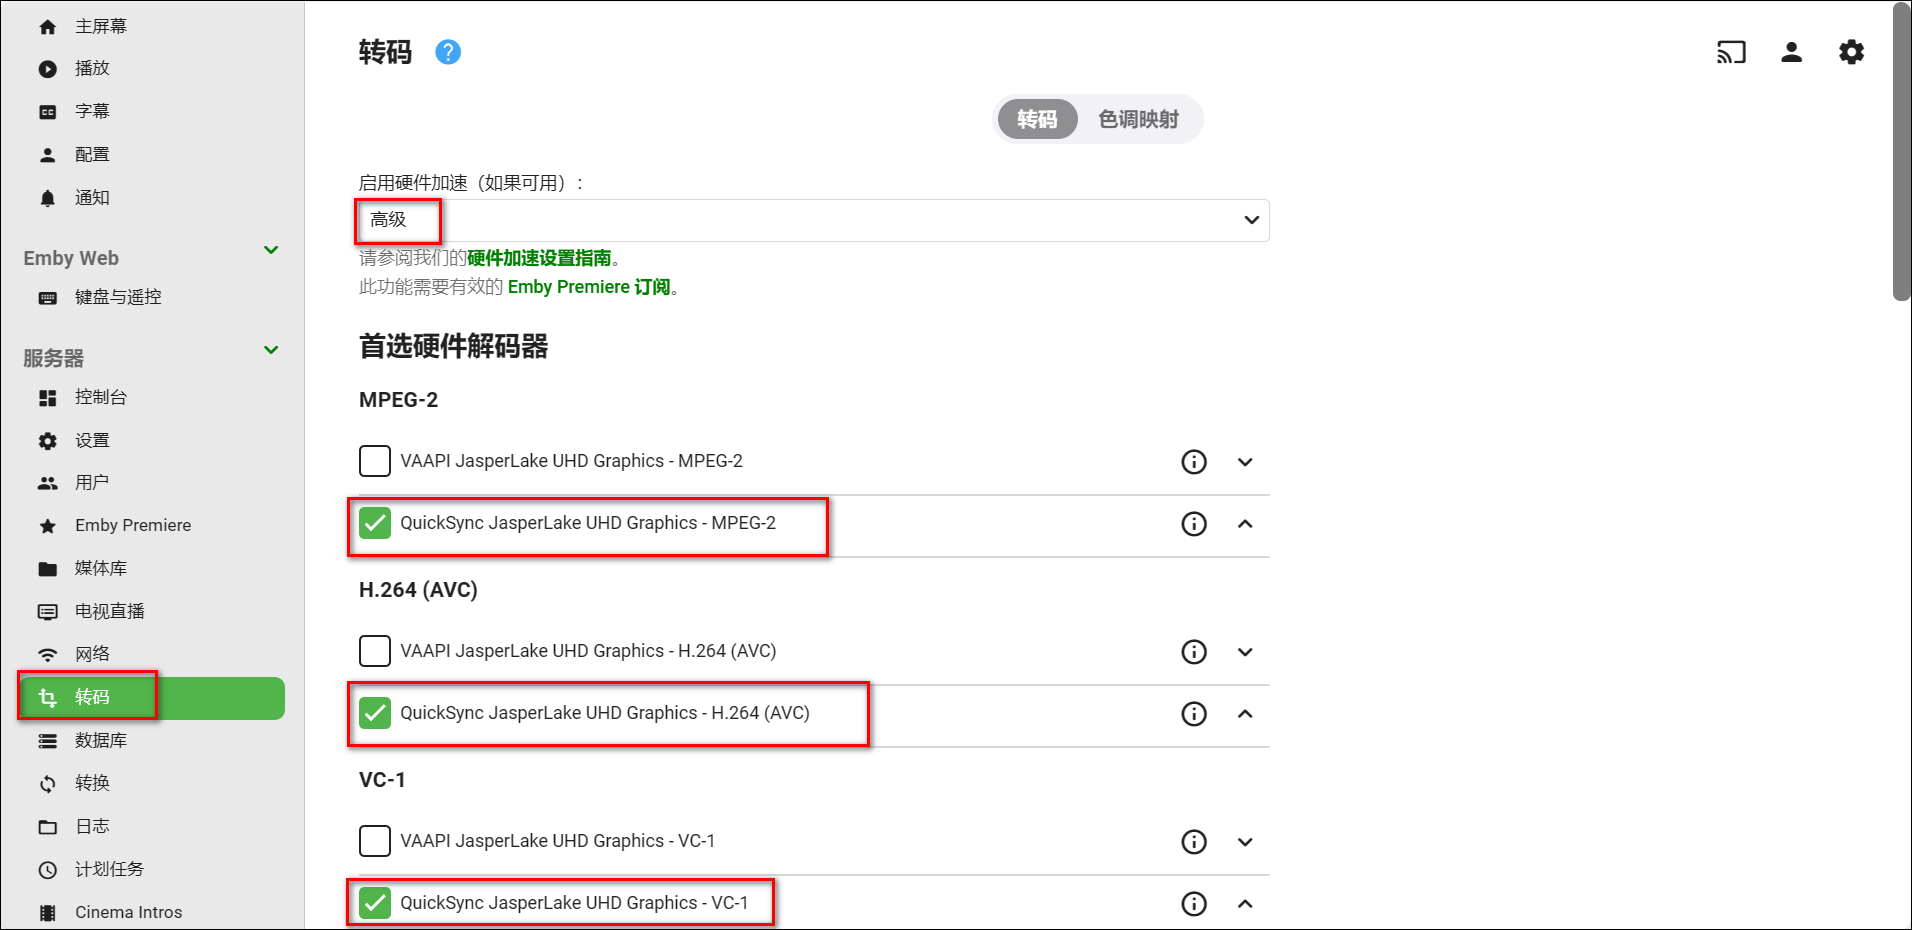 主屏幕
播放
字幕
配置
通知
Emby Web
键盘与遥控
服务器
控制台
设置
用户
Emby Premiere
媒体库
电视直播
网络
转码
数据库
转换
日志
计划任务
Cinema Intros
转码 ?
转码 色调映射
启用硬件加速（如果可用）：
高级
请参阅我们的硬件加速设置指南。
此功能需要有效的 Emby Premiere 订阅。
首选硬件解码器
MPEG-2
VAAPI JasperLake UHD Graphics - MPEG-2
QuickSync JasperLake UHD Graphics - MPEG-2
H.264 (AVC)
VAAPI JasperLake UHD Graphics - H.264 (AVC)
QuickSync JasperLake UHD Graphics - H.264 (AVC)
VC-1
VAAPI JasperLake UHD Graphics - VC-1
QuickSync JasperLake UHD Graphics - VC-1